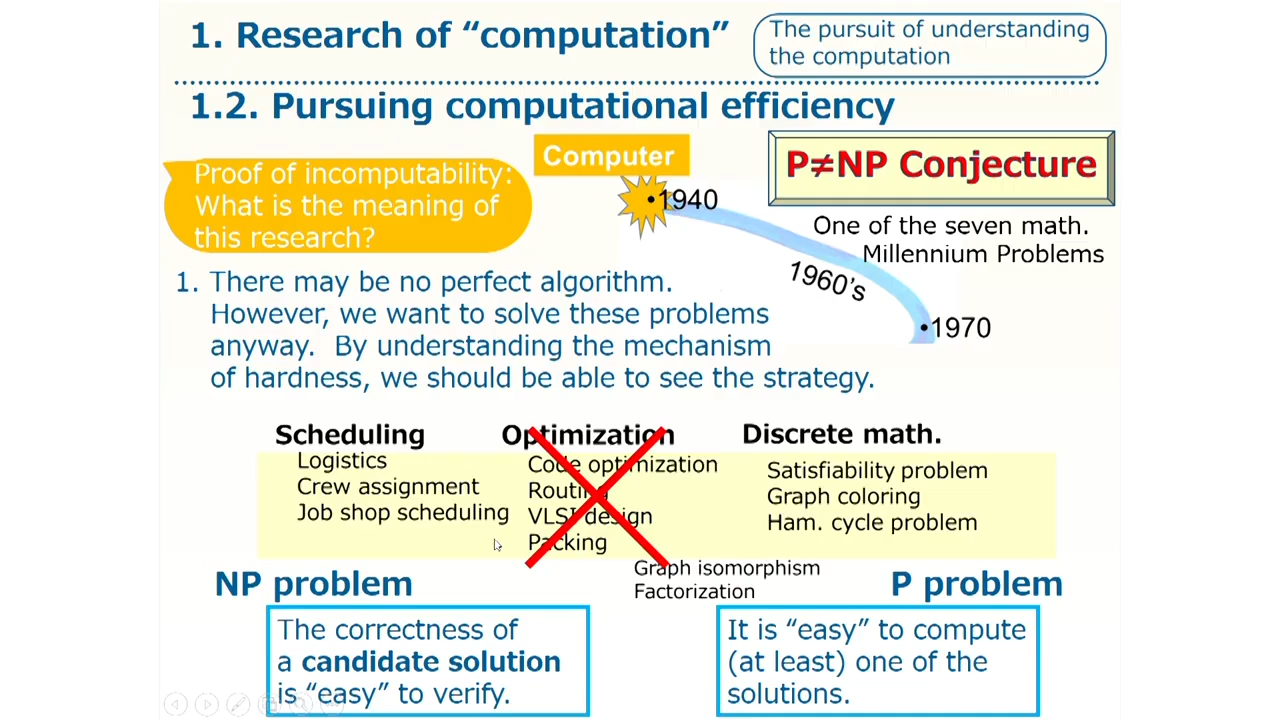 1. Research of “computation”
The pursuit of understanding
the computation
1.2. Pursuing computational efficiency
Computer
P≠NP Conjecture
Proof of incomputability:
What is the meaning of
this research?
•1940
One of the seven math.
Millennium Problems
1960’s
•1970
1. There may be no perfect algorithm.
However, we want to solve these problems
anyway. By understanding the mechanism
of hardness, we should be able to see the strategy.
Scheduling
Logistics
Crew assignment
Job shop scheduling
Optimization
Code optimization
Routing
VLSI design
Packing
Discrete math.
Satisfiability problem
Graph coloring
Ham. cycle problem
Graph isomorphism
Factorization
NP problem
The correctness of
a candidate solution
is “easy” to verify.
P problem
It is “easy” to compute
(at least) one of the
solutions.